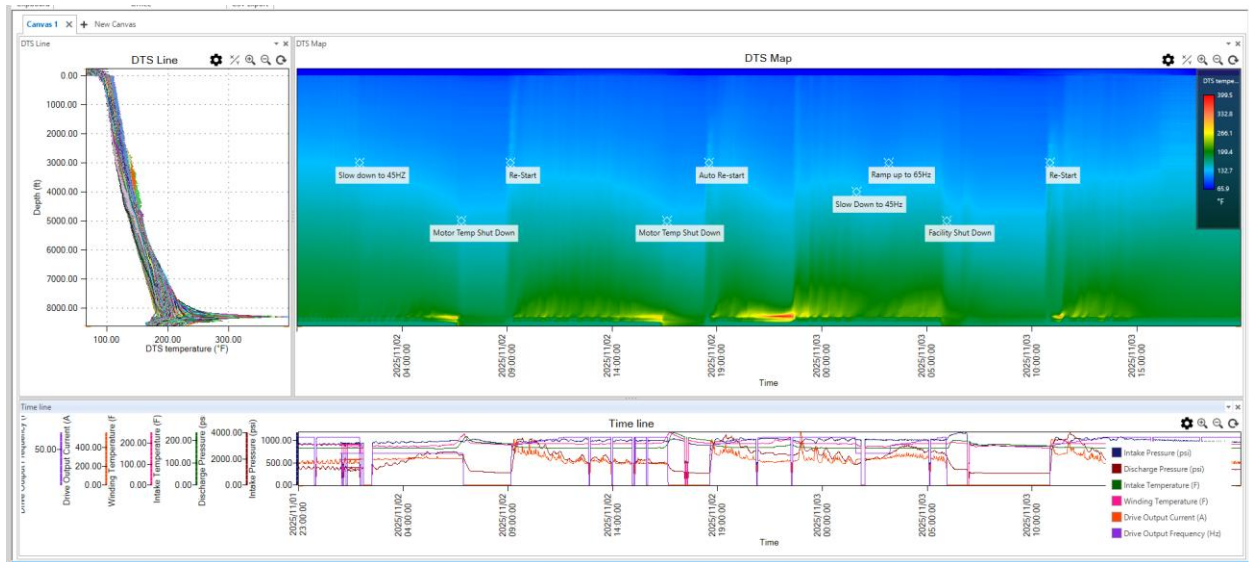 Canvas 1
New Canvas
DTS Line
DTS Line
0.00
1000.00
2000.00
3000.00
4000.00
5000.00
6000.00
7000.00
8000.00
Depth (ft)
100.00 200.00 300.00
DTS temperature (°F)
DTS Map
DTS Map
Slow down to 45HZ
Motor Temp Shut Down
Re-Start
Motor Temp Shut Down
Auto Re-start
Slow Down to 45Hz
Ramp up to 65Hz
Facility Shut Down
Re-Start
DTS tempe...
399.5
332.8
266.1
199.4
132.7
65.9
°F
2025/11/02 04:00:00
2025/11/02 09:00:00
2025/11/02 14:00:00
2025/11/02 19:00:00
2025/11/03 00:00:00
2025/11/03 05:00:00
2025/11/03 10:00:00
2025/11/03 15:00:00
Time
Time line
Time line
50.00
Drive Output Current (A
400.00
200.00
0.00
Winding Temperature (F
200.00
100.00
0.00
Intake Temperature (F)
200.00
100.00
0.00
Discharge Pressure (psi
4000.00
2000.00
0.00
Intake Pressure (psi)
1000.00
500.00
0.00
2025/11/01 23:00:00
2025/11/02 04:00:00
2025/11/02 09:00:00
2025/11/02 14:00:00
2025/11/02 19:00:00
2025/11/03 00:00:00
2025/11/03 05:00:00
2025/11/03 10:00:00
Time
Intake Pressure (psi)
Discharge Pressure (psi)
Intake Temperature (F)
Winding Temperature (F)
Drive Output Current (A)
Drive Output Frequency (Hz)